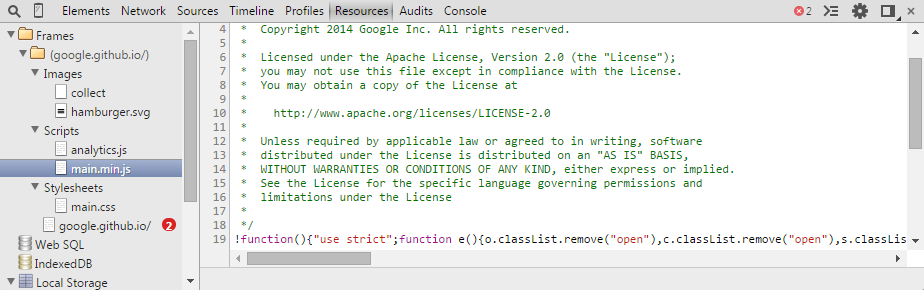 Elements Network Sources Timeline Profiles Resources Audits Console 2
Frames
(google.github.io/)
Images
collect
hamburger.svg
Scripts
analytics.js
main.min.js
Stylesheets
main.css
google.github.io/ 2
Web SQL
IndexedDB
Local Storage
4 * Copyright 2014 Google Inc. All rights reserved.
5 *
6 * Licensed under the Apache License, Version 2.0 (the "License");
7 * you may not use this file except in compliance with the License.
8 * You may obtain a copy of the License at
9 *
10 * http://www.apache.org/licenses/LICENSE-2.0
11 *
12 * Unless required by applicable law or agreed to in writing, software
13 * distributed under the License is distributed on an "AS IS" BASIS,
14 * WITHOUT WARRANTIES OR CONDITIONS OF ANY KIND, either express or implied.
15 * See the License for the specific language governing permissions and
16 * limitations under the License
17 *
18 */
19 !function(){"use strict";function e(){o.classList.remove("open"),c.classList.remove("open"),s.classLis